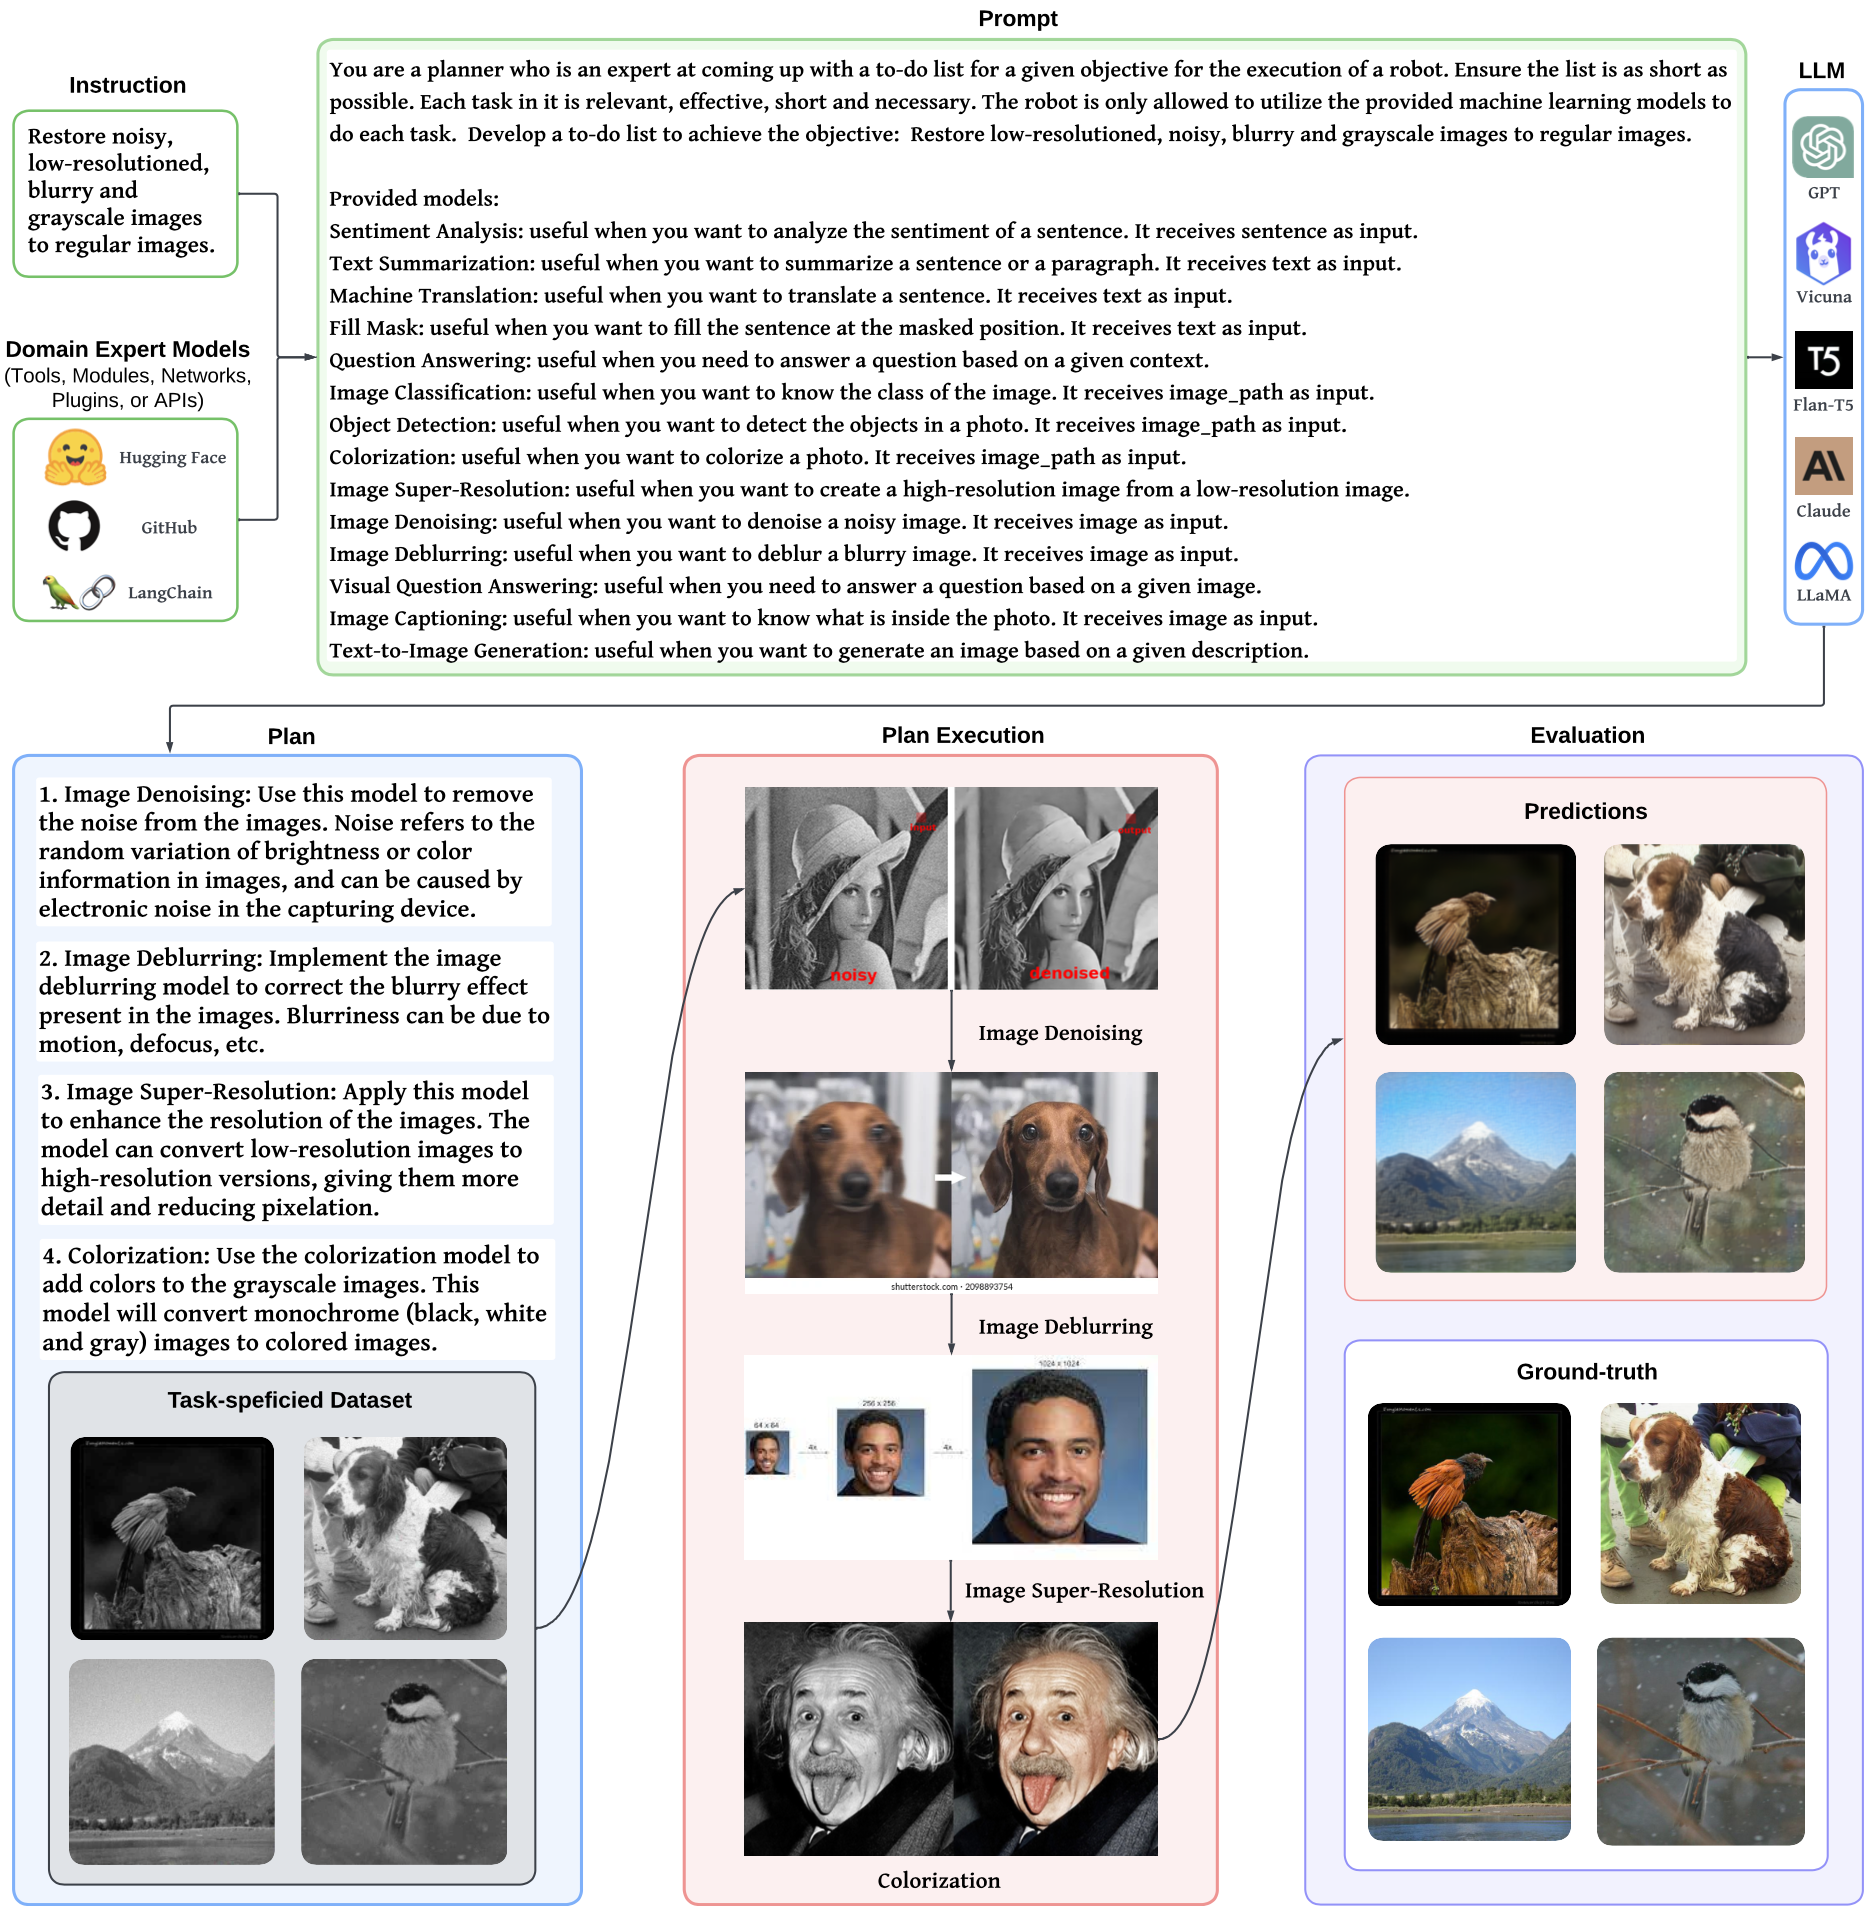 Prompt
You are a planner who is an expert at coming up with a to-do list for a given objective for the execution of a robot. Ensure the list is as short as
possible. Each task in it is relevant, effective, short and necessary. The robot is only allowed to utilize the provided machine learning models to
do each task.  Develop a to-do list to achieve the objective:  Restore low-resolutioned, noisy, blurry and grayscale images to regular images.
Provided models:
Sentiment Analysis: useful when you want to analyze the sentiment of a sentence. It receives sentence as input.
Text Summarization: useful when you want to summarize a sentence or a paragraph. It receives text as input.
Machine Translation: useful when you want to translate a sentence. It receives text as input.
Fill Mask: useful when you want to fill the sentence at the masked position. It receives text as input.
Question Answering: useful when you need to answer a question based on a given context.
Image Classification: useful when you want to know the class of the image. It receives image_path as input.
Object Detection: useful when you want to detect the objects in a photo. It receives image_path as input.
Colorization: useful when you want to colorize a photo. It receives image_path as input.
Image Super-Resolution: useful when you want to create a high-resolution image from a low-resolution image.
Image Denoising: useful when you want to denoise a noisy image. It receives image as input.
Image Deblurring: useful when you want to deblur a blurry image. It receives image as input.
Visual Question Answering: useful when you need to answer a question based on a given image.
Image Captioning: useful when you want to know what is inside the photo. It receives image as input.
Text-to-Image Generation: useful when you want to generate an image based on a given description.
Instruction
Restore noisy,
low-resolutioned,
blurry and
grayscale images
to regular images.
Domain Expert Models
(Tools, Modules, Networks,
Plugins, or APIs)
Hugging Face
GitHub
LangChain
LLM
GPT
Vicuna
T5
Flan-T5
AI
Claude
LLaMA
Plan
1. Image Denoising: Use this model to remove
the noise from the images. Noise refers to the
random variation of brightness or color
information in images, and can be caused by
electronic noise in the capturing device.
2. Image Deblurring: Implement the image
deblurring model to correct the blurry effect
present in the images. Blurriness can be due to
motion, defocus, etc.
3. Image Super-Resolution: Apply this model
to enhance the resolution of the images. The
model can convert low-resolution images to
high-resolution versions, giving them more
detail and reducing pixelation.
4. Colorization: Use the colorization model to
add colors to the grayscale images. This
model will convert monochrome (black, white
and gray) images to colored images.
Task-speficied Dataset
Plan Execution
input
output
noisy
denoised
Image Denoising
shutterstock.com · 2098893754
Image Deblurring
64 x 64
4x
256 x 256
4x
1024 x 1024
Image Super-Resolution
Colorization
Evaluation
Predictions
Ground-truth